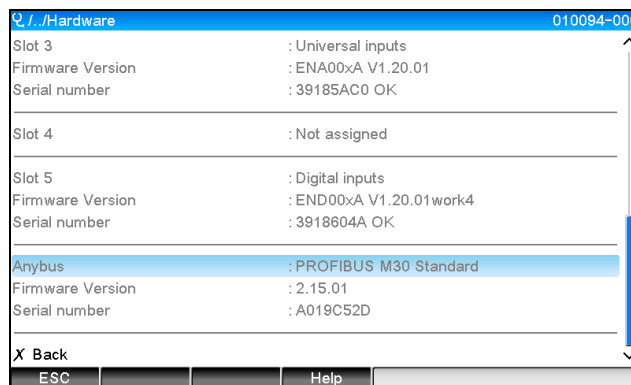 /../Hardware 010094-00
Slot 3 : Universal inputs
Firmware Version : ENA00xA V1.20.01
Serial number : 39185AC0 OK
Slot 4 : Not assigned
Slot 5 : Digital inputs
Firmware Version : END00xA V1.20.01work4
Serial number : 3918604A OK
Anybus : PROFIBUS M30 Standard
Firmware Version : 2.15.01
Serial number : A019C52D
X Back
ESC Help